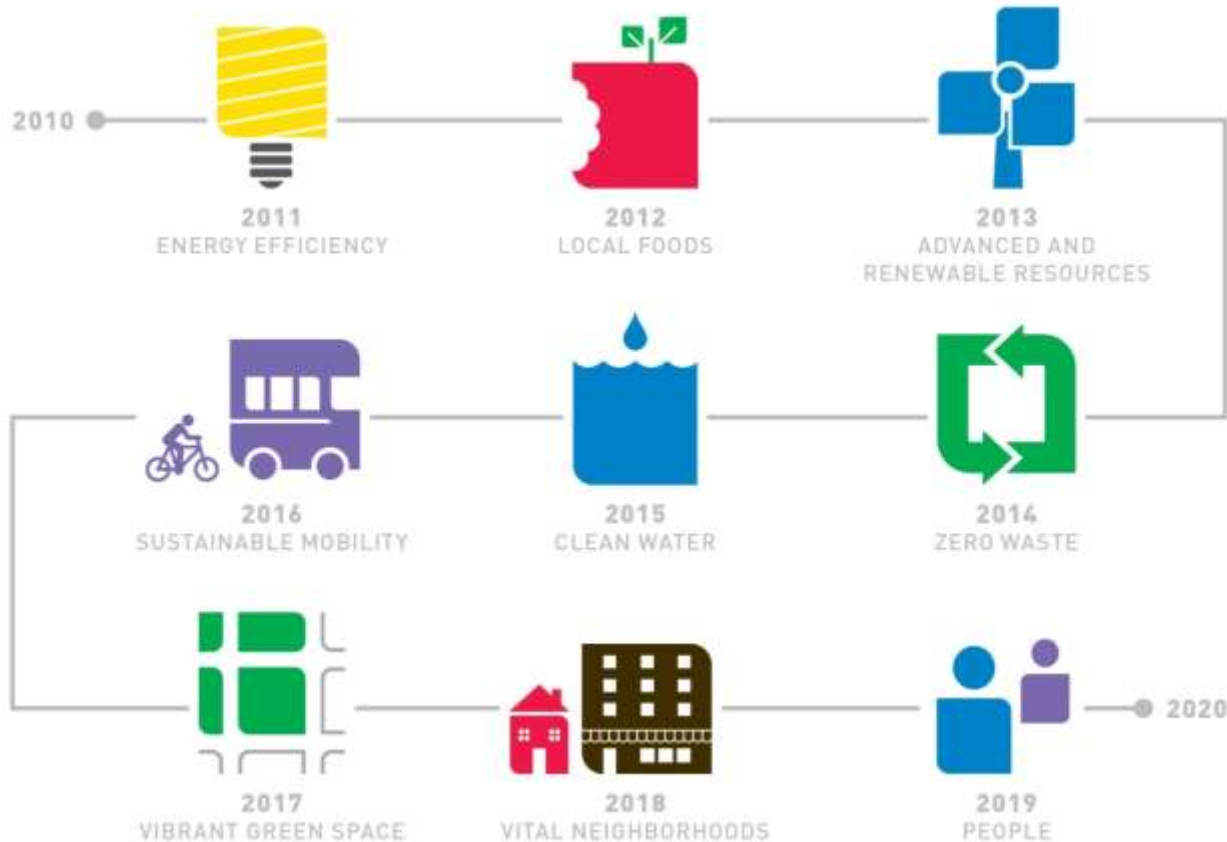 2010
2011
ENERGY EFFICIENCY
2012
LOCAL FOODS
2013
ADVANCED AND
RENEWABLE RESOURCES
2016
SUSTAINABLE MOBILITY
2015
CLEAN WATER
2014
ZERO WASTE
2017
VIBRANT GREEN SPACE
2018
VITAL NEIGHBORHOODS
2019
PEOPLE
2020